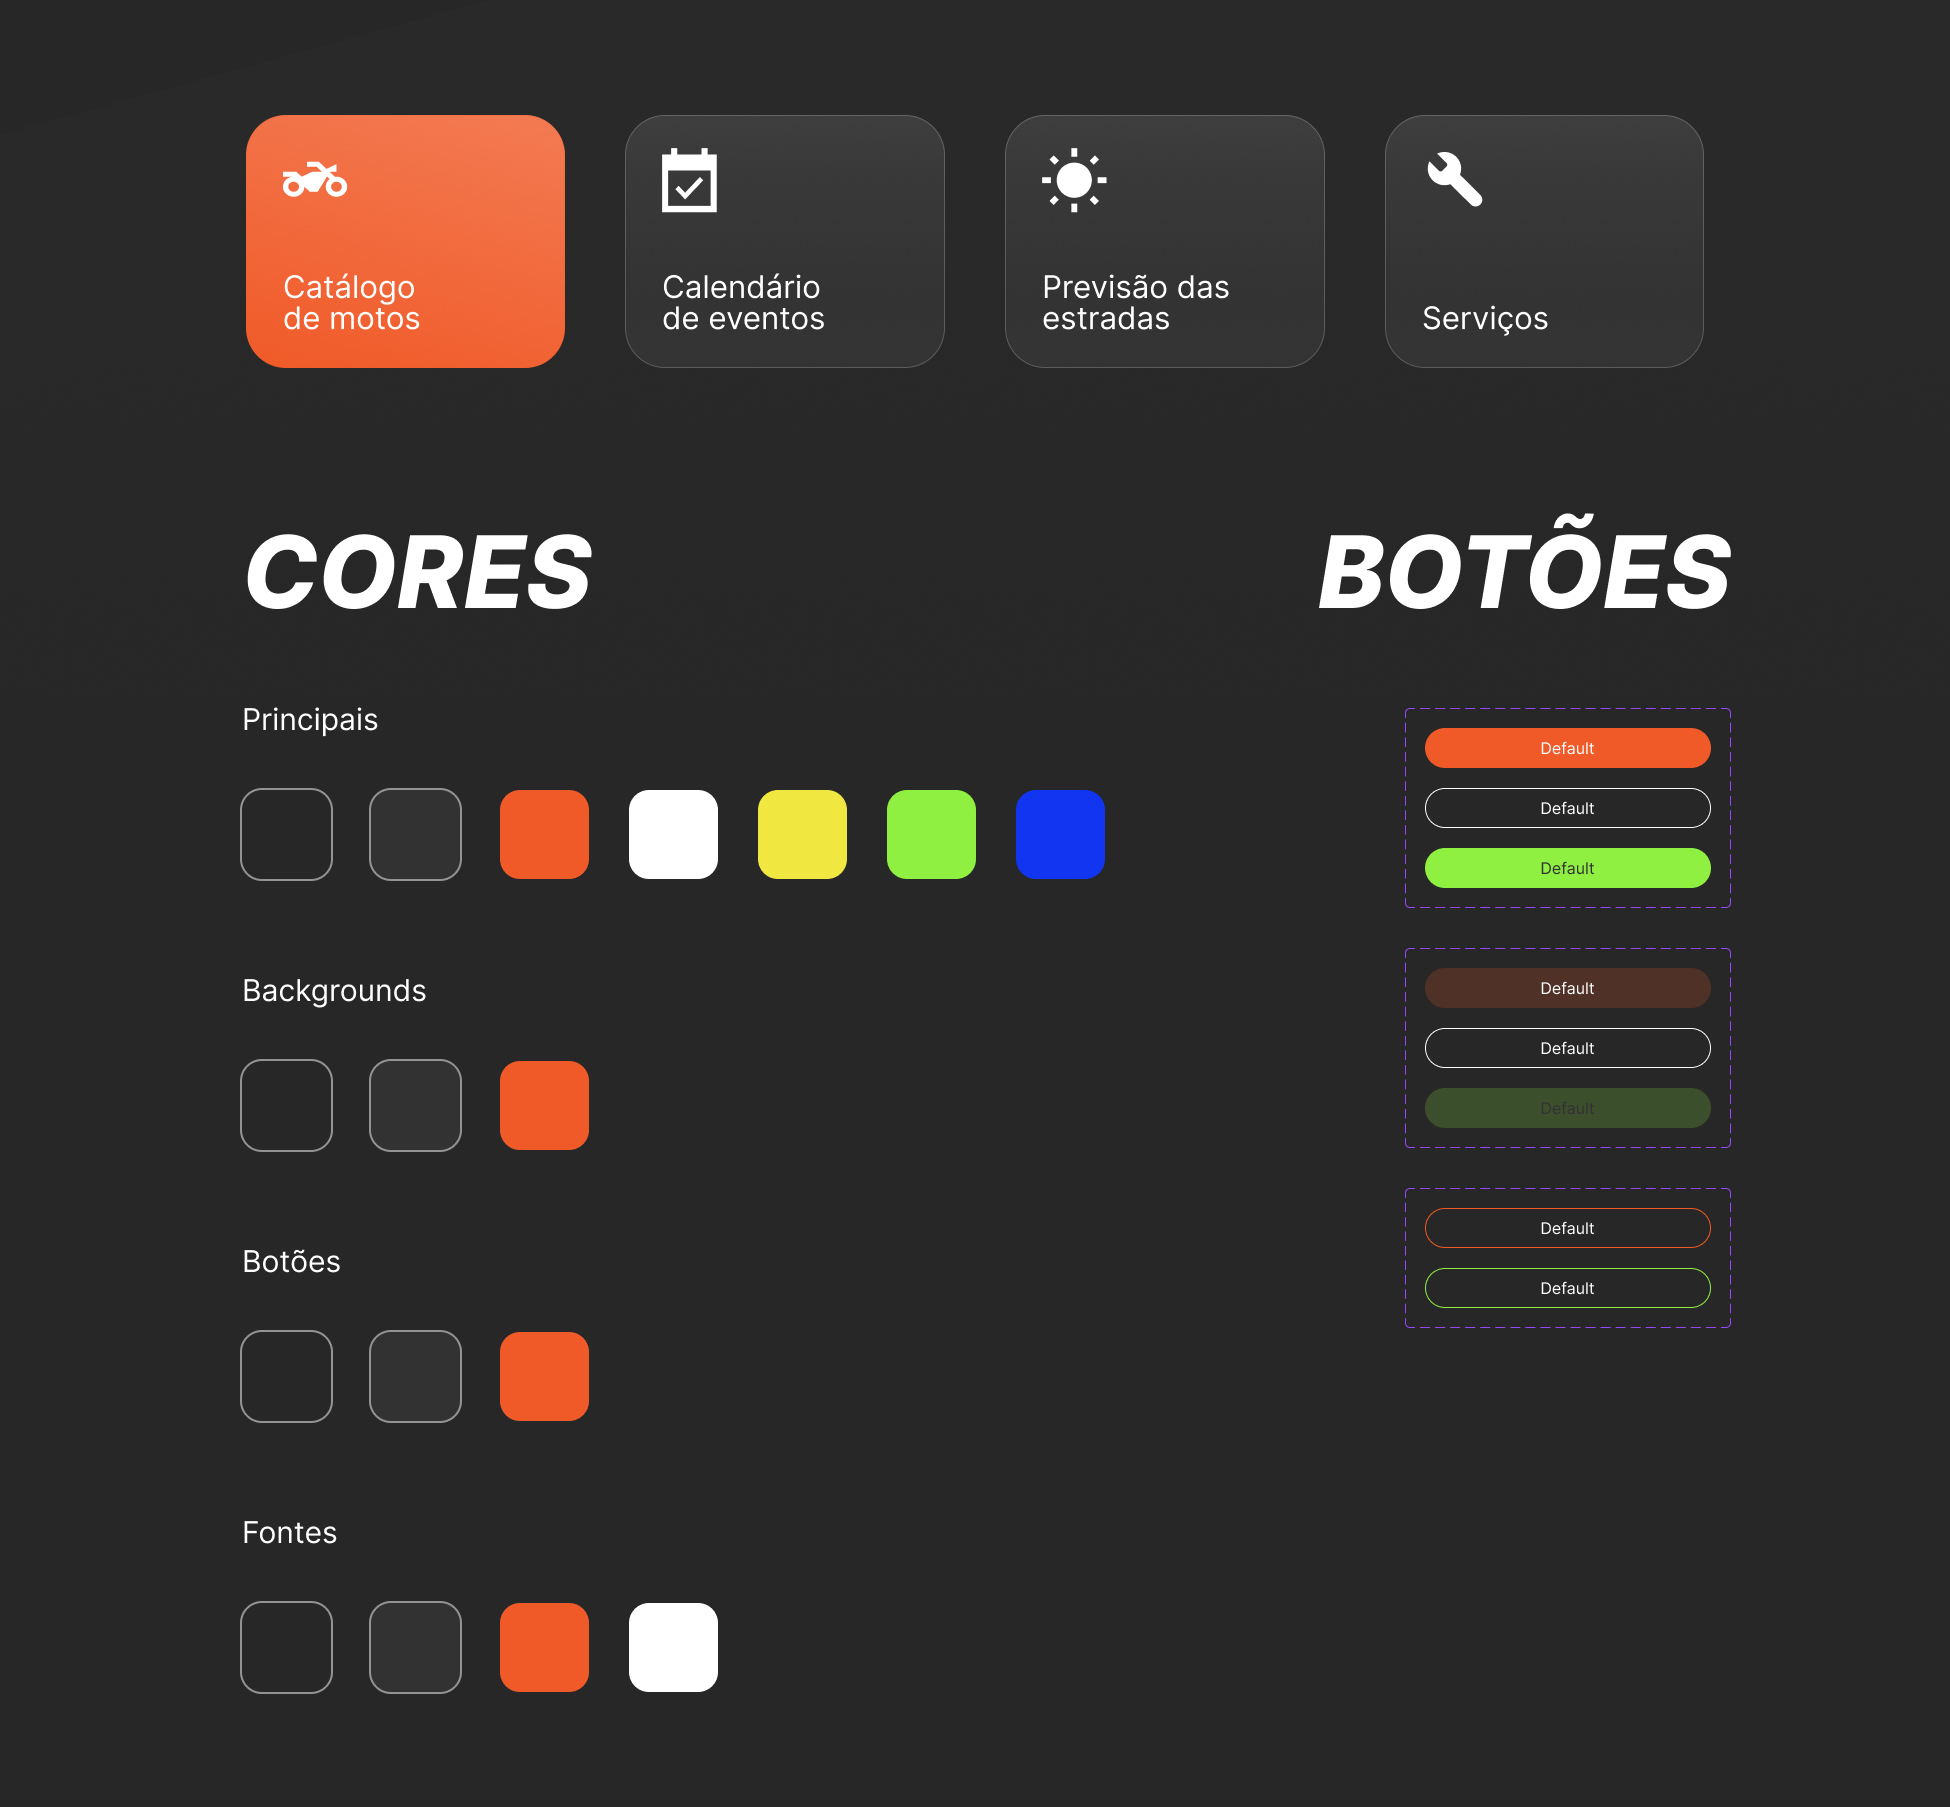 Catálogo
de motos
Calendário
de eventos
Previsão das
estradas
Serviços
CORES
BOTÕES
Principais
Default
Default
Default
Backgrounds
Default
Default
Default
Botões
Default
Default
Fontes